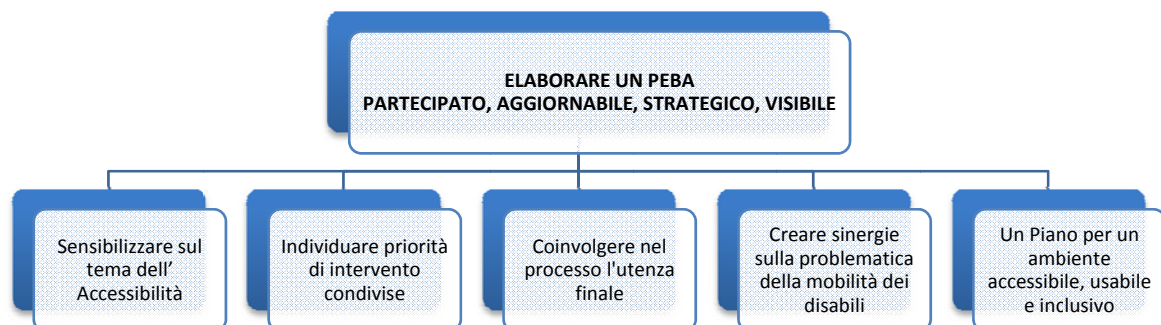 ELABORARE UN PEBA
PARTECIPATO, AGGIORNABILE, STRATEGICO, VISIBILE
Sensibilizzare sul
tema dell’
Accessibilità
Individuare priorità
di intervento
condivise
Coinvolgere nel
processo l'utenza
finale
Creare sinergie
sulla problematica
della mobilità dei
disabili
Un Piano per un
ambiente
accessibile, usabile
e inclusivo